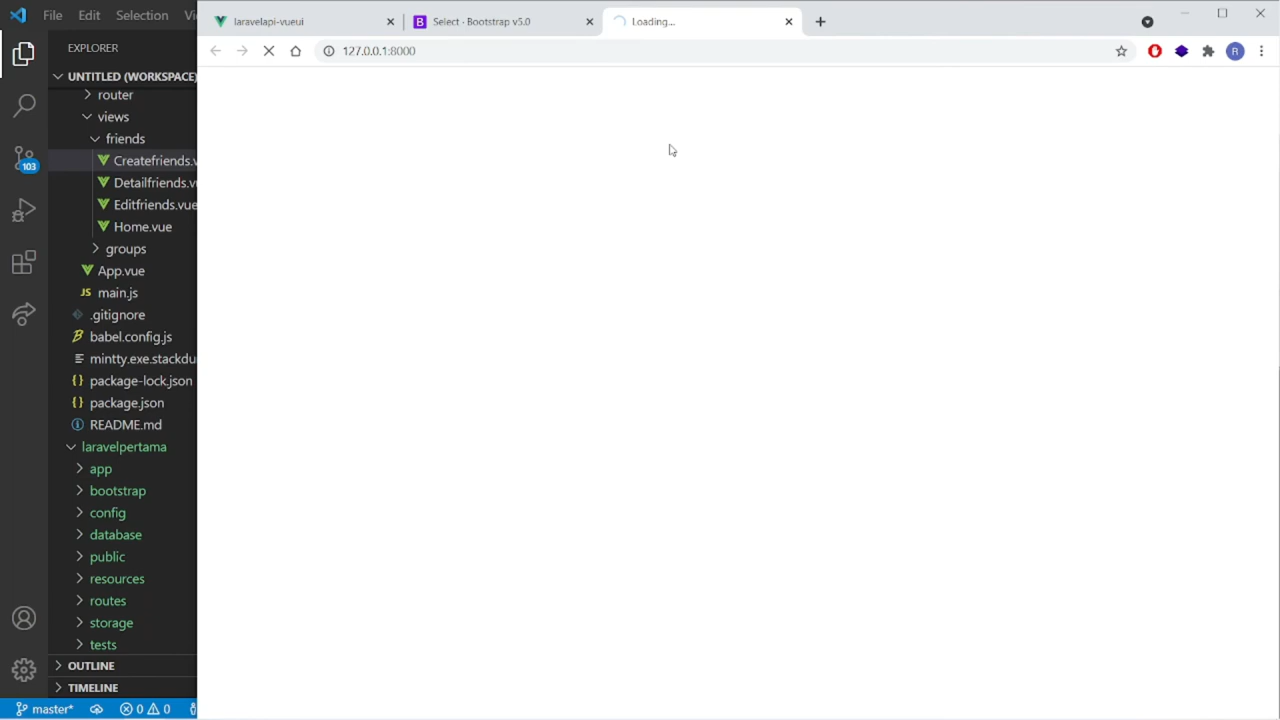 File Edit Selection Vi
laravelapi-vueui
Select · Bootstrap v5.0
Loading...
127.0.0.1:8000
R
EXPLORER
UNTITLED (WORKSPACE)
router
views
friends
Createfriends.v
Detailfriends.vu
Editfriends.vue
Home.vue
groups
App.vue
JS main.js
.gitignore
babel.config.js
mintty.exe.stackdu
{} package-lock.json
{} package.json
README.md
laravelpertama
app
bootstrap
config
database
public
resources
routes
storage
tests
OUTLINE
TIMELINE
103
master* 0 0